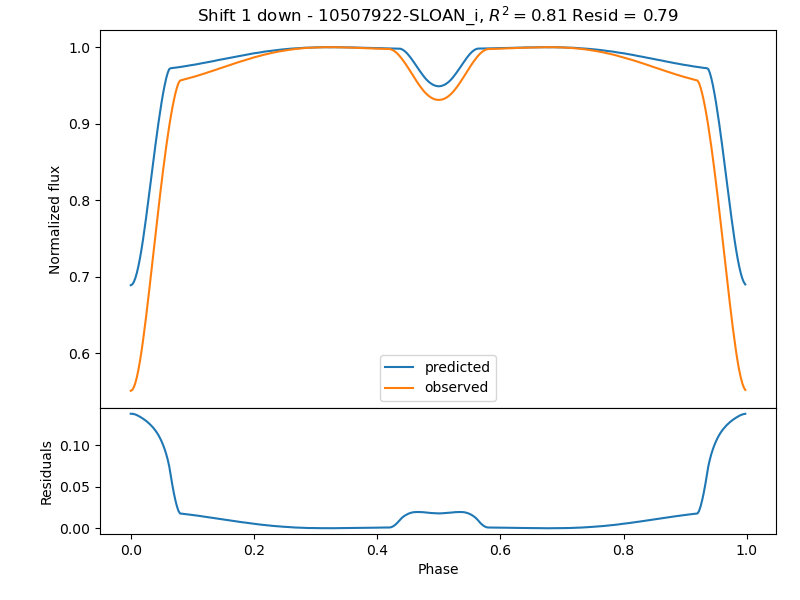 Shift 1 down - 10507922-SLOAN_i, $R^2 = 0.81$ Resid = 0.79
1.0
0.9
0.8
0.7
0.6
Normalized flux
predicted
observed
0.10
0.05
0.00
Residuals
0.0 0.2 0.4 0.6 0.8 1.0
Phase